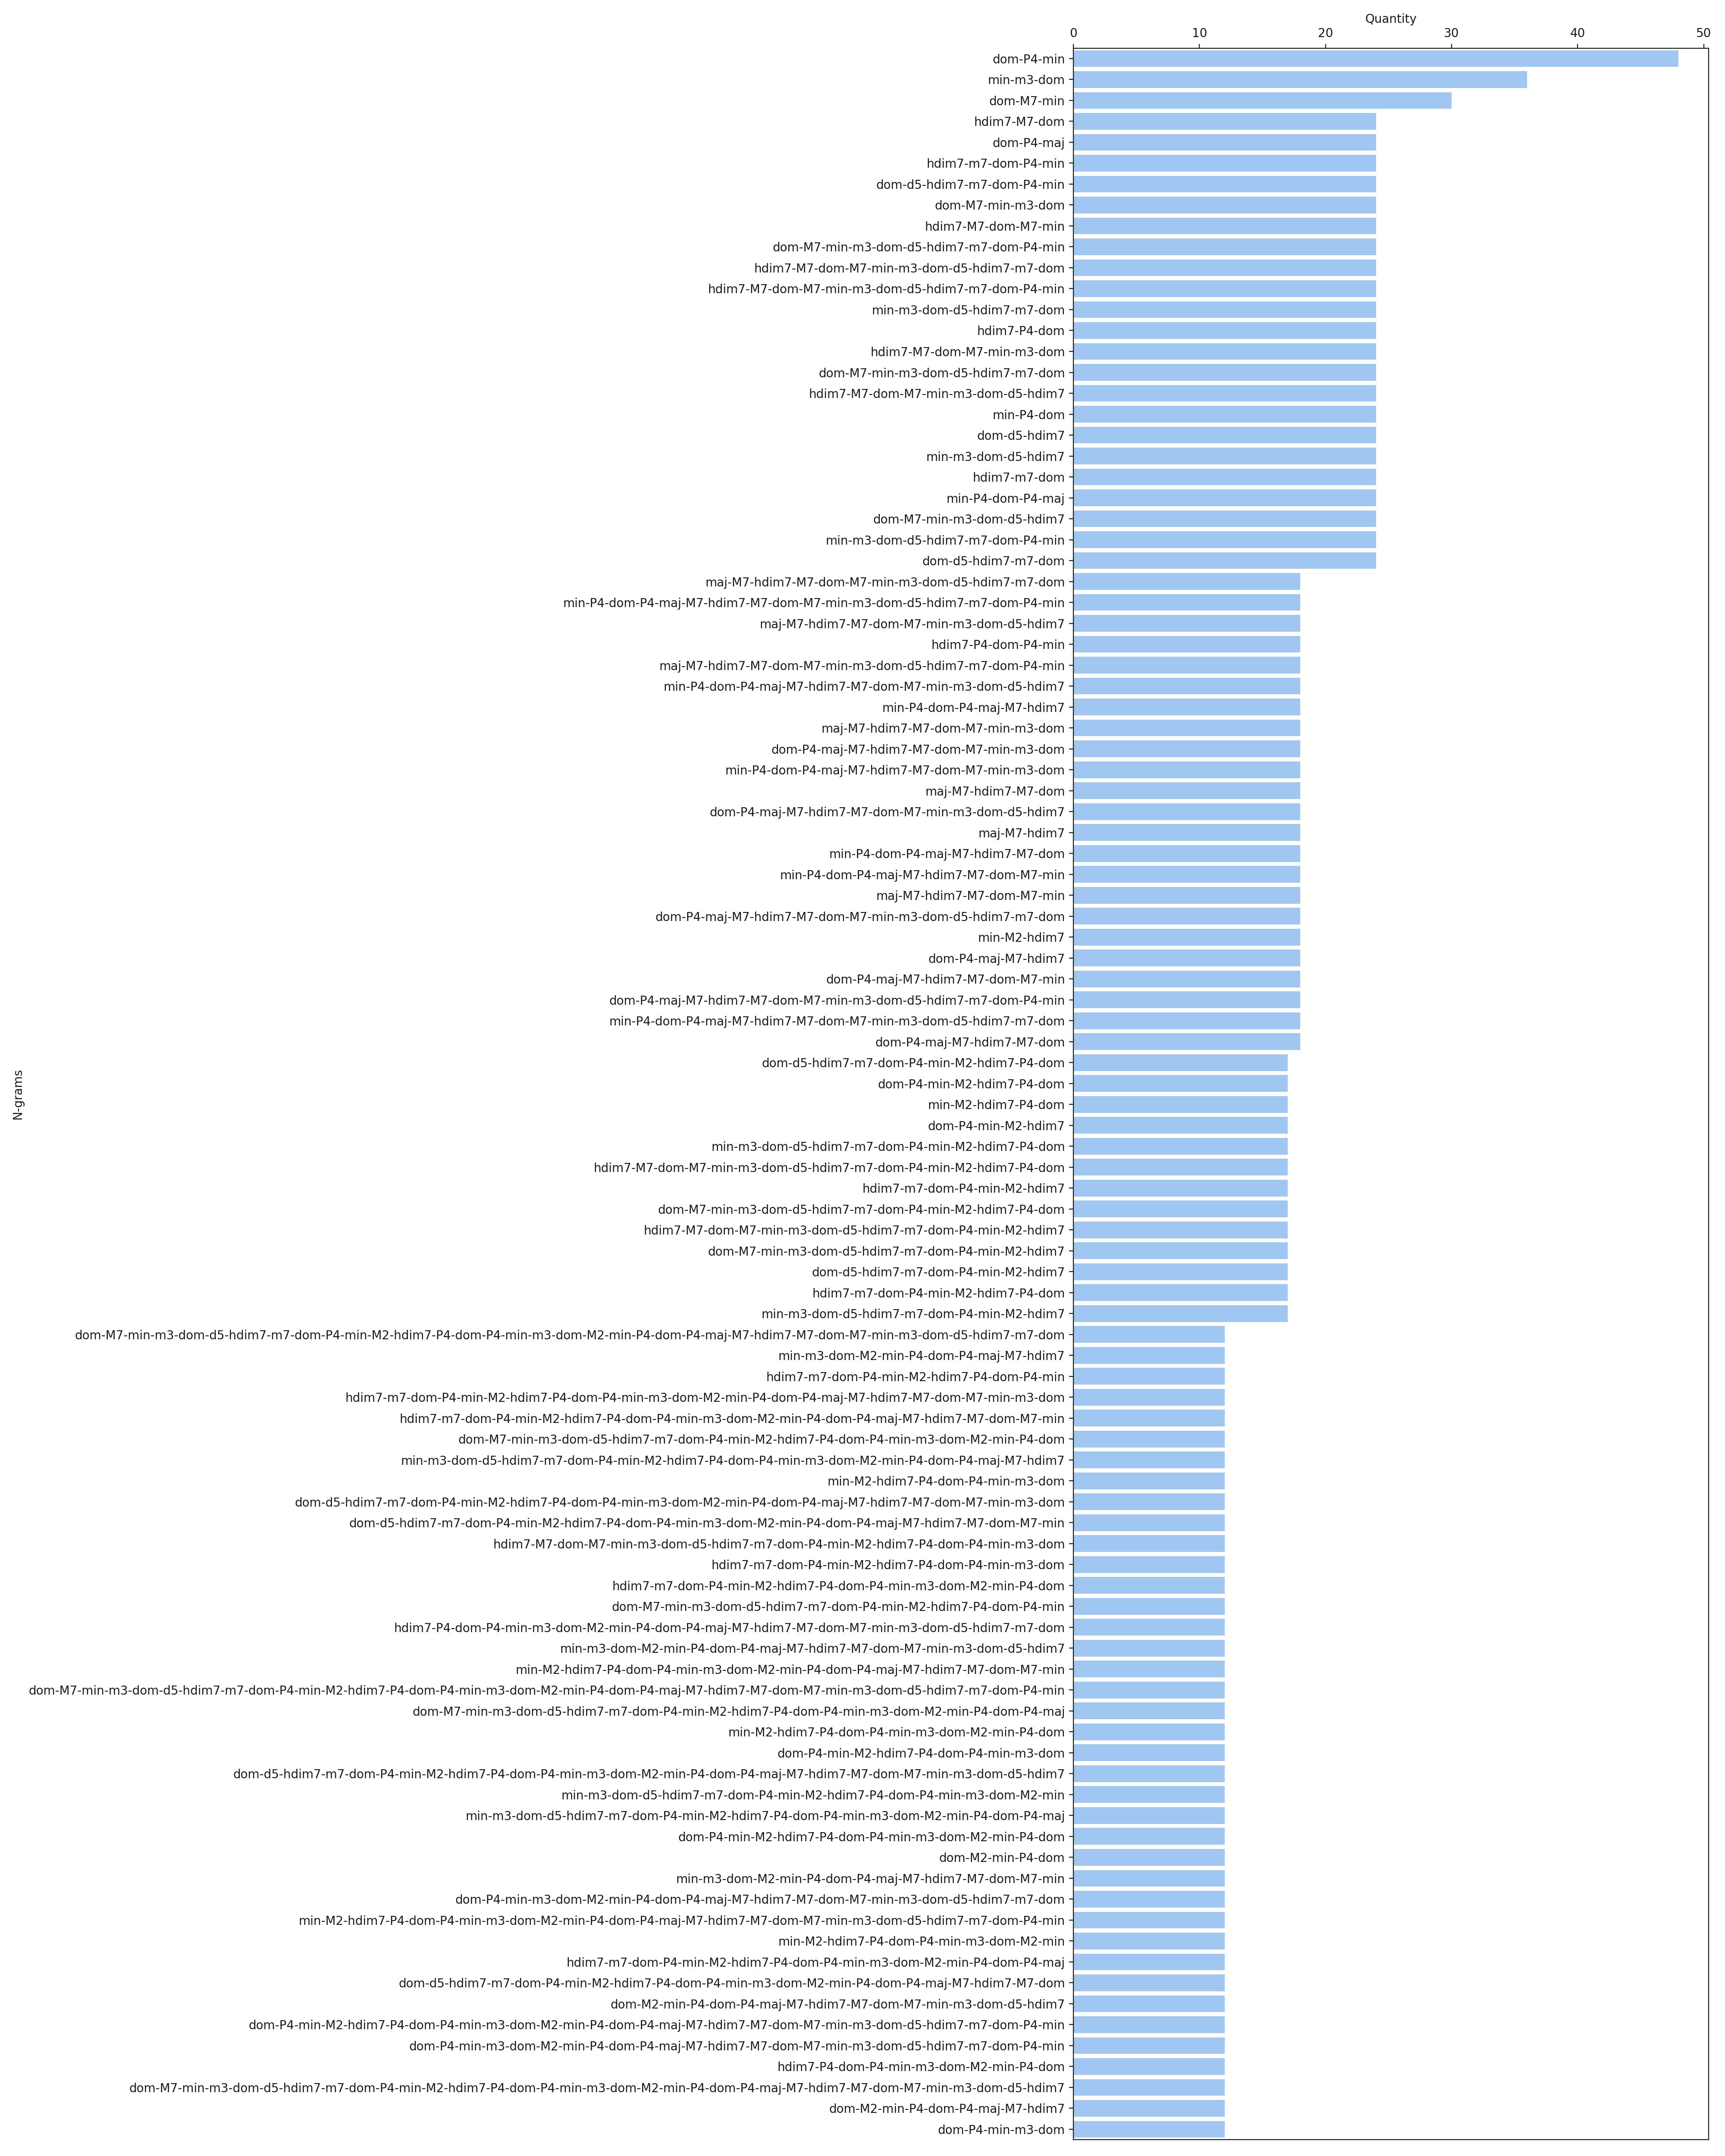 Quantity
0 10 20 30 40 50
dom-P4-min
min-m3-dom
dom-M7-min
hdim7-M7-dom
dom-P4-maj
hdim7-m7-dom-P4-min
dom-d5-hdim7-m7-dom-P4-min
dom-M7-min-m3-dom
hdim7-M7-dom-M7-min
dom-M7-min-m3-dom-d5-hdim7-m7-dom-P4-min
hdim7-M7-dom-M7-min-m3-dom-d5-hdim7-m7-dom
hdim7-M7-dom-M7-min-m3-dom-d5-hdim7-m7-dom-P4-min
min-m3-dom-d5-hdim7-m7-dom
hdim7-P4-dom
hdim7-M7-dom-M7-min-m3-dom
dom-M7-min-m3-dom-d5-hdim7-m7-dom
hdim7-M7-dom-M7-min-m3-dom-d5-hdim7
min-P4-dom
dom-d5-hdim7
min-m3-dom-d5-hdim7
hdim7-m7-dom
min-P4-dom-P4-maj
dom-M7-min-m3-dom-d5-hdim7
min-m3-dom-d5-hdim7-m7-dom-P4-min
dom-d5-hdim7-m7-dom
maj-M7-hdim7-M7-dom-M7-min-m3-dom-d5-hdim7-m7-dom
min-P4-dom-P4-maj-M7-hdim7-M7-dom-M7-min-m3-dom-d5-hdim7-m7-dom-P4-min
maj-M7-hdim7-M7-dom-M7-min-m3-dom-d5-hdim7
hdim7-P4-dom-P4-min
maj-M7-hdim7-M7-dom-M7-min-m3-dom-d5-hdim7-m7-dom-P4-min
min-P4-dom-P4-maj-M7-hdim7-M7-dom-M7-min-m3-dom-d5-hdim7
min-P4-dom-P4-maj-M7-hdim7
maj-M7-hdim7-M7-dom-M7-min-m3-dom
dom-P4-maj-M7-hdim7-M7-dom-M7-min-m3-dom
min-P4-dom-P4-maj-M7-hdim7-M7-dom-M7-min-m3-dom
maj-M7-hdim7-M7-dom
dom-P4-maj-M7-hdim7-M7-dom-M7-min-m3-dom-d5-hdim7
maj-M7-hdim7
min-P4-dom-P4-maj-M7-hdim7-M7-dom
min-P4-dom-P4-maj-M7-hdim7-M7-dom-M7-min
maj-M7-hdim7-M7-dom-M7-min
dom-P4-maj-M7-hdim7-M7-dom-M7-min-m3-dom-d5-hdim7-m7-dom
min-M2-hdim7
dom-P4-maj-M7-hdim7
dom-P4-maj-M7-hdim7-M7-dom-M7-min
dom-P4-maj-M7-hdim7-M7-dom-M7-min-m3-dom-d5-hdim7-m7-dom-P4-min
min-P4-dom-P4-maj-M7-hdim7-M7-dom-M7-min-m3-dom-d5-hdim7-m7-dom
dom-P4-maj-M7-hdim7-M7-dom
dom-d5-hdim7-m7-dom-P4-min-M2-hdim7-P4-dom
dom-P4-min-M2-hdim7-P4-dom
min-M2-hdim7-P4-dom
dom-P4-min-M2-hdim7
min-m3-dom-d5-hdim7-m7-dom-P4-min-M2-hdim7-P4-dom
hdim7-M7-dom-M7-min-m3-dom-d5-hdim7-m7-dom-P4-min-M2-hdim7-P4-dom
hdim7-m7-dom-P4-min-M2-hdim7
dom-M7-min-m3-dom-d5-hdim7-m7-dom-P4-min-M2-hdim7-P4-dom
hdim7-M7-dom-M7-min-m3-dom-d5-hdim7-m7-dom-P4-min-M2-hdim7
dom-M7-min-m3-dom-d5-hdim7-m7-dom-P4-min-M2-hdim7
dom-d5-hdim7-m7-dom-P4-min-M2-hdim7
hdim7-m7-dom-P4-min-M2-hdim7-P4-dom
min-m3-dom-d5-hdim7-m7-dom-P4-min-M2-hdim7
dom-M7-min-m3-dom-d5-hdim7-m7-dom-P4-min-M2-hdim7-P4-dom-P4-min-m3-dom-M2-min-P4-dom-P4-maj-M7-hdim7-M7-dom-M7-min-m3-dom-d5-hdim7-m7-dom
min-m3-dom-M2-min-P4-dom-P4-maj-M7-hdim7
hdim7-m7-dom-P4-min-M2-hdim7-P4-dom-P4-min
hdim7-m7-dom-P4-min-M2-hdim7-P4-dom-P4-min-m3-dom-M2-min-P4-dom-P4-maj-M7-hdim7-M7-dom-M7-min-m3-dom
hdim7-m7-dom-P4-min-M2-hdim7-P4-dom-P4-min-m3-dom-M2-min-P4-dom-P4-maj-M7-hdim7-M7-dom-M7-min
dom-M7-min-m3-dom-d5-hdim7-m7-dom-P4-min-M2-hdim7-P4-dom-P4-min-m3-dom-M2-min-P4-dom
min-m3-dom-d5-hdim7-m7-dom-P4-min-M2-hdim7-P4-dom-P4-min-m3-dom-M2-min-P4-dom-P4-maj-M7-hdim7
min-M2-hdim7-P4-dom-P4-min-m3-dom
dom-d5-hdim7-m7-dom-P4-min-M2-hdim7-P4-dom-P4-min-m3-dom-M2-min-P4-dom-P4-maj-M7-hdim7-M7-dom-M7-min-m3-dom
dom-d5-hdim7-m7-dom-P4-min-M2-hdim7-P4-dom-P4-min-m3-dom-M2-min-P4-dom-P4-maj-M7-hdim7-M7-dom-M7-min
hdim7-M7-dom-M7-min-m3-dom-d5-hdim7-m7-dom-P4-min-M2-hdim7-P4-dom-P4-min-m3-dom
hdim7-m7-dom-P4-min-M2-hdim7-P4-dom-P4-min-m3-dom
hdim7-m7-dom-P4-min-M2-hdim7-P4-dom-P4-min-m3-dom-M2-min-P4-dom
dom-M7-min-m3-dom-d5-hdim7-m7-dom-P4-min-M2-hdim7-P4-dom-P4-min
hdim7-P4-dom-P4-min-m3-dom-M2-min-P4-dom-P4-maj-M7-hdim7-M7-dom-M7-min-m3-dom-d5-hdim7-m7-dom
min-m3-dom-M2-min-P4-dom-P4-maj-M7-hdim7-M7-dom-M7-min-m3-dom-d5-hdim7
min-M2-hdim7-P4-dom-P4-min-m3-dom-M2-min-P4-dom-P4-maj-M7-hdim7-M7-dom-M7-min
dom-M7-min-m3-dom-d5-hdim7-m7-dom-P4-min-M2-hdim7-P4-dom-P4-min-m3-dom-M2-min-P4-dom-P4-maj-M7-hdim7-M7-dom-M7-min-m3-dom-d5-hdim7-m7-dom-P4-min
dom-M7-min-m3-dom-d5-hdim7-m7-dom-P4-min-M2-hdim7-P4-dom-P4-min-m3-dom-M2-min-P4-dom-P4-maj
min-M2-hdim7-P4-dom-P4-min-m3-dom-M2-min-P4-dom
dom-P4-min-M2-hdim7-P4-dom-P4-min-m3-dom
dom-d5-hdim7-m7-dom-P4-min-M2-hdim7-P4-dom-P4-min-m3-dom-M2-min-P4-dom-P4-maj-M7-hdim7-M7-dom-M7-min-m3-dom-d5-hdim7
min-m3-dom-d5-hdim7-m7-dom-P4-min-M2-hdim7-P4-dom-P4-min-m3-dom-M2-min
min-m3-dom-d5-hdim7-m7-dom-P4-min-M2-hdim7-P4-dom-P4-min-m3-dom-M2-min-P4-dom-P4-maj
dom-P4-min-M2-hdim7-P4-dom-P4-min-m3-dom-M2-min-P4-dom
dom-M2-min-P4-dom
min-m3-dom-M2-min-P4-dom-P4-maj-M7-hdim7-M7-dom-M7-min
dom-P4-min-m3-dom-M2-min-P4-dom-P4-maj-M7-hdim7-M7-dom-M7-min-m3-dom-d5-hdim7-m7-dom
min-M2-hdim7-P4-dom-P4-min-m3-dom-M2-min-P4-dom-P4-maj-M7-hdim7-M7-dom-M7-min-m3-dom-d5-hdim7-m7-dom-P4-min
min-M2-hdim7-P4-dom-P4-min-m3-dom-M2-min
hdim7-m7-dom-P4-min-M2-hdim7-P4-dom-P4-min-m3-dom-M2-min-P4-dom-P4-maj
dom-d5-hdim7-m7-dom-P4-min-M2-hdim7-P4-dom-P4-min-m3-dom-M2-min-P4-dom-P4-maj-M7-hdim7-M7-dom
dom-M2-min-P4-dom-P4-maj-M7-hdim7-M7-dom-M7-min-m3-dom-d5-hdim7
dom-P4-min-M2-hdim7-P4-dom-P4-min-m3-dom-M2-min-P4-dom-P4-maj-M7-hdim7-M7-dom-M7-min-m3-dom-d5-hdim7-m7-dom-P4-min
dom-P4-min-m3-dom-M2-min-P4-dom-P4-maj-M7-hdim7-M7-dom-M7-min-m3-dom-d5-hdim7-m7-dom-P4-min
hdim7-P4-dom-P4-min-m3-dom-M2-min-P4-dom
dom-M7-min-m3-dom-d5-hdim7-m7-dom-P4-min-M2-hdim7-P4-dom-P4-min-m3-dom-M2-min-P4-dom-P4-maj-M7-hdim7-M7-dom-M7-min-m3-dom-d5-hdim7
dom-M2-min-P4-dom-P4-maj-M7-hdim7
dom-P4-min-m3-dom
N-grams